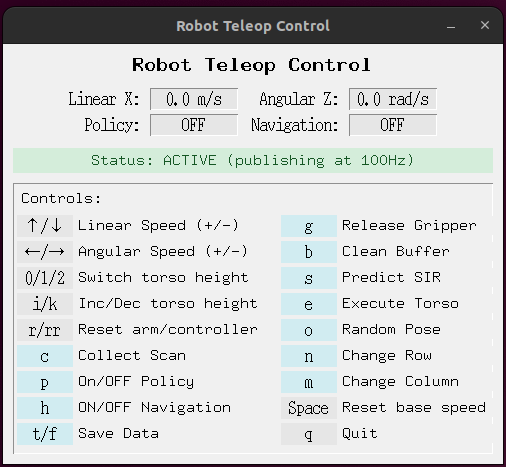 Robot Teleop Control
Robot Teleop Control
Linear X: 0.0 m/s Angular Z: 0.0 rad/s
Policy: OFF Navigation: OFF
Status: ACTIVE (publishing at 100Hz)
Controls:
↑/↓ Linear Speed (+/-) g Release Gripper
←/→ Angular Speed (+/-) b Clean Buffer
0/1/2 Switch torso height s Predict SIR
i/k Inc/Dec torso height e Execute Torso
r/rr Reset arm/controller o Random Pose
c Collect Scan n Change Row
p On/OFF Policy m Change Column
h ON/OFF Navigation Space Reset base speed
t/f Save Data q Quit